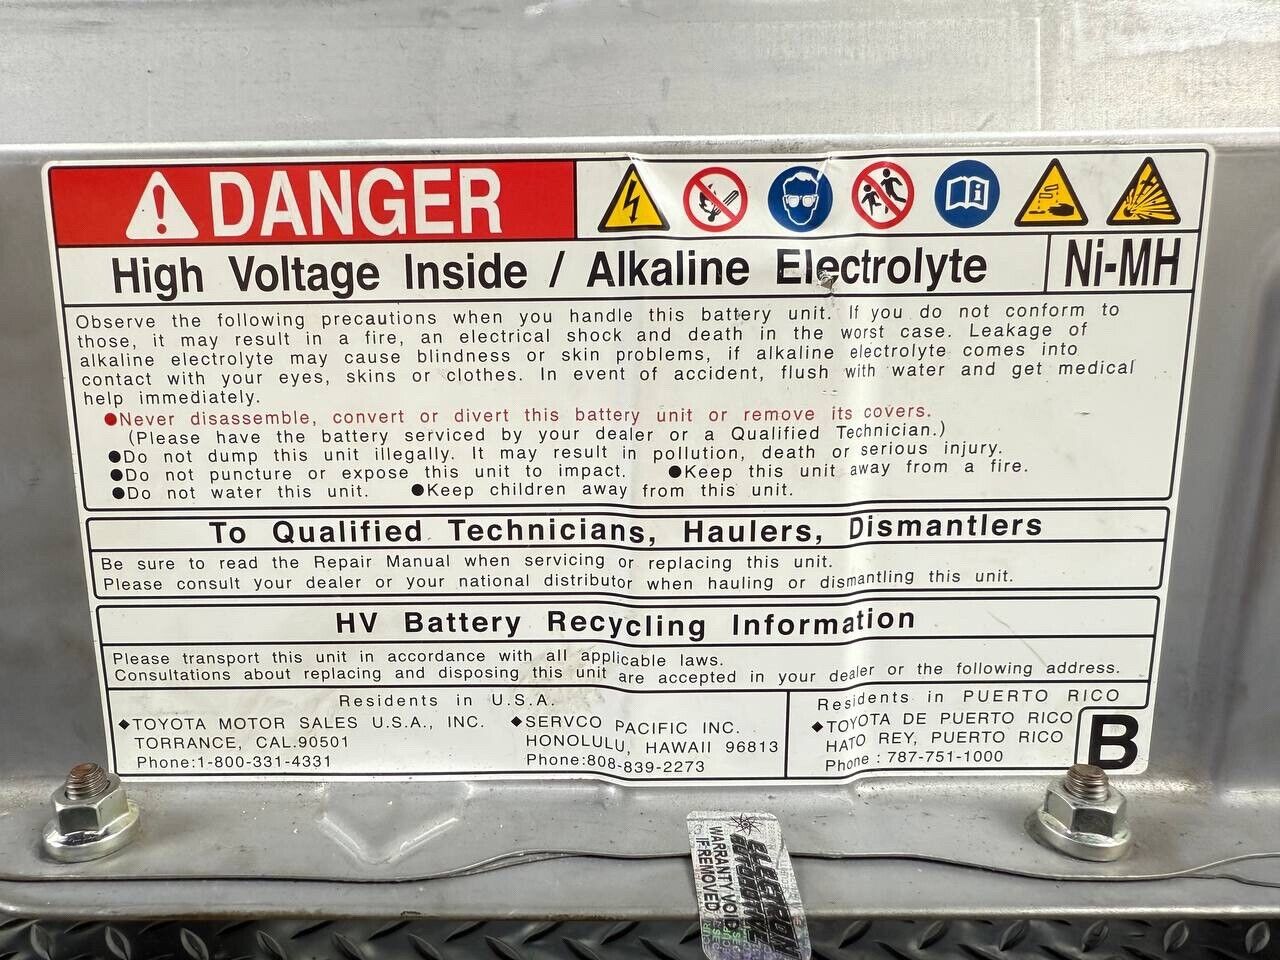 DANGER
High Voltage Inside / Alkaline Electrolyte
Ni-MH
Observe the following precautions when you handle this battery unit. If you do not conform to
those, it may result in a fire, an electrical shock and death in the worst case. Leakage of
alkaline electrolyte may cause blindness or skin problems, if alkaline electrolyte comes into
contact with your eyes, skins or clothes. In event of accident, flush with water and get medical
help immediately.
●Never disassemble, convert or divert this battery unit or remove its covers.
(Please have the battery serviced by your dealer or a Qualified Technician.)
●Do not dump this unit illegally. It may result in pollution, death or serious injury.
●Do not puncture or expose this unit to impact. ●Keep this unit away from a fire.
●Do not water this unit. ●Keep children away from this unit.
To Qualified Technicians, Haulers, Dismantlers
Be sure to read the Repair Manual when servicing or replacing this unit.
Please consult your dealer or your national distributor when hauling or dismantling this unit.
HV Battery Recycling Information
Please transport this unit in accordance with all applicable laws.
Consultations about replacing and disposing this unit are accepted in your dealer or the following address.
Residents in U.S.A.
◆TOYOTA MOTOR SALES U.S.A., INC.
TORRANCE, CAL.90501
Phone:1-800-331-4331
◆SERVCO PACIFIC INC.
HONOLULU, HAWAII 96813
Phone:808-839-2273
Residents in PUERTO RICO
◆TOYOTA DE PUERTO RICO
HATO REY, PUERTO RICO
Phone : 787-751-1000
B
WARRANTY VOID
IF REMOVED